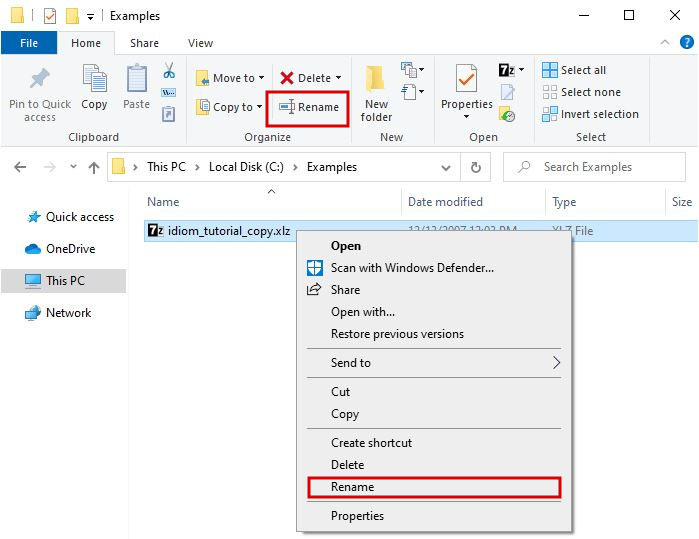 Examples
File Home Share View
Pin to Quick access
Copy
Paste
Clipboard
Move to
Copy to
Delete
Rename
Organize
New folder
New
Properties
Open
Select all
Select none
Invert selection
Select
This PC > Local Disk (C:) > Examples
Search Examples
Name Date modified Type Size
Quick access
OneDrive
This PC
Network
7z idiom_tutorial_copy.xlz 12/12/2007 12:03 PM XLZ File
Open
Scan with Windows Defender...
Share
Open with...
Restore previous versions
Send to
Cut
Copy
Create shortcut
Delete
Rename
Properties